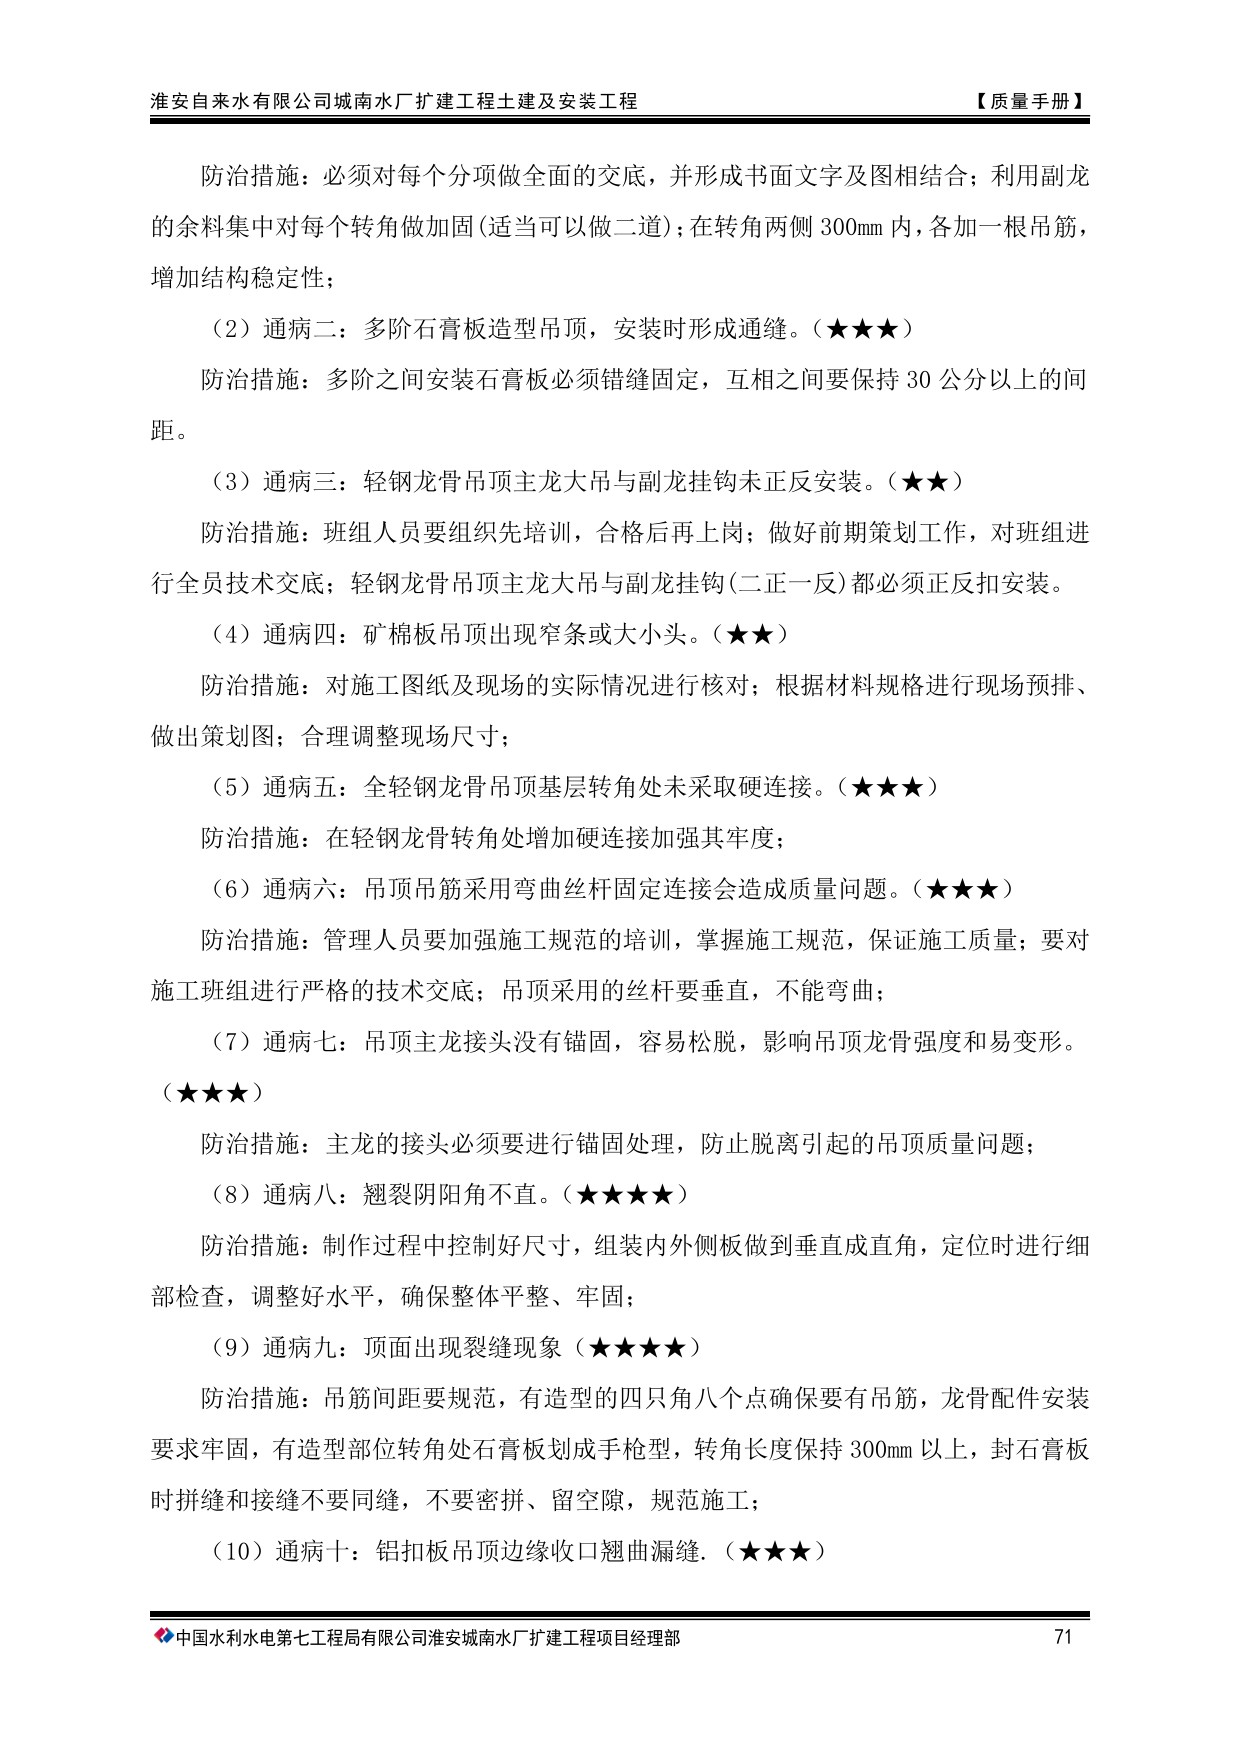 淮安自来水有限公司城南水厂扩建工程土建及安装工程 【质量手册】
防治措施：必须对每个分项做全面的交底，并形成书面文字及图相结合；利用副龙
的余料集中对每个转角做加固(适当可以做二道)；在转角两侧 300mm 内，各加一根吊筋，
增加结构稳定性；
（2）通病二：多阶石膏板造型吊顶，安装时形成通缝。（★★★）
防治措施：多阶之间安装石膏板必须错缝固定，互相之间要保持 30 公分以上的间
距。
（3）通病三：轻钢龙骨吊顶主龙大吊与副龙挂钩未正反安装。（★★）
防治措施：班组人员要组织先培训，合格后再上岗；做好前期策划工作，对班组进
行全员技术交底；轻钢龙骨吊顶主龙大吊与副龙挂钩(二正一反)都必须正反扣安装。
（4）通病四：矿棉板吊顶出现窄条或大小头。（★★）
防治措施：对施工图纸及现场的实际情况进行核对；根据材料规格进行现场预排、
做出策划图；合理调整现场尺寸；
（5）通病五：全轻钢龙骨吊顶基层转角处未采取硬连接。（★★★）
防治措施：在轻钢龙骨转角处增加硬连接加强其牢度；
（6）通病六：吊顶吊筋采用弯曲丝杆固定连接会造成质量问题。（★★★）
防治措施：管理人员要加强施工规范的培训，掌握施工规范，保证施工质量；要对
施工班组进行严格的技术交底；吊顶采用的丝杆要垂直，不能弯曲；
（7）通病七：吊顶主龙接头没有锚固，容易松脱，影响吊顶龙骨强度和易变形。
（★★★）
防治措施：主龙的接头必须要进行锚固处理，防止脱离引起的吊顶质量问题；
（8）通病八：翘裂阴阳角不直。（★★★★）
防治措施：制作过程中控制好尺寸，组装内外侧板做到垂直成直角，定位时进行细
部检查，调整好水平，确保整体平整、牢固；
（9）通病九：顶面出现裂缝现象（★★★★）
防治措施：吊筋间距要规范，有造型的四只角八个点确保要有吊筋，龙骨配件安装
要求牢固，有造型部位转角处石膏板划成手枪型，转角长度保持 300mm 以上，封石膏板
时拼缝和接缝不要同缝，不要密拼、留空隙，规范施工；
（10）通病十：铝扣板吊顶边缘收口翘曲漏缝.（★★★）
中国水利水电第七工程局有限公司淮安城南水厂扩建工程项目经理部 71